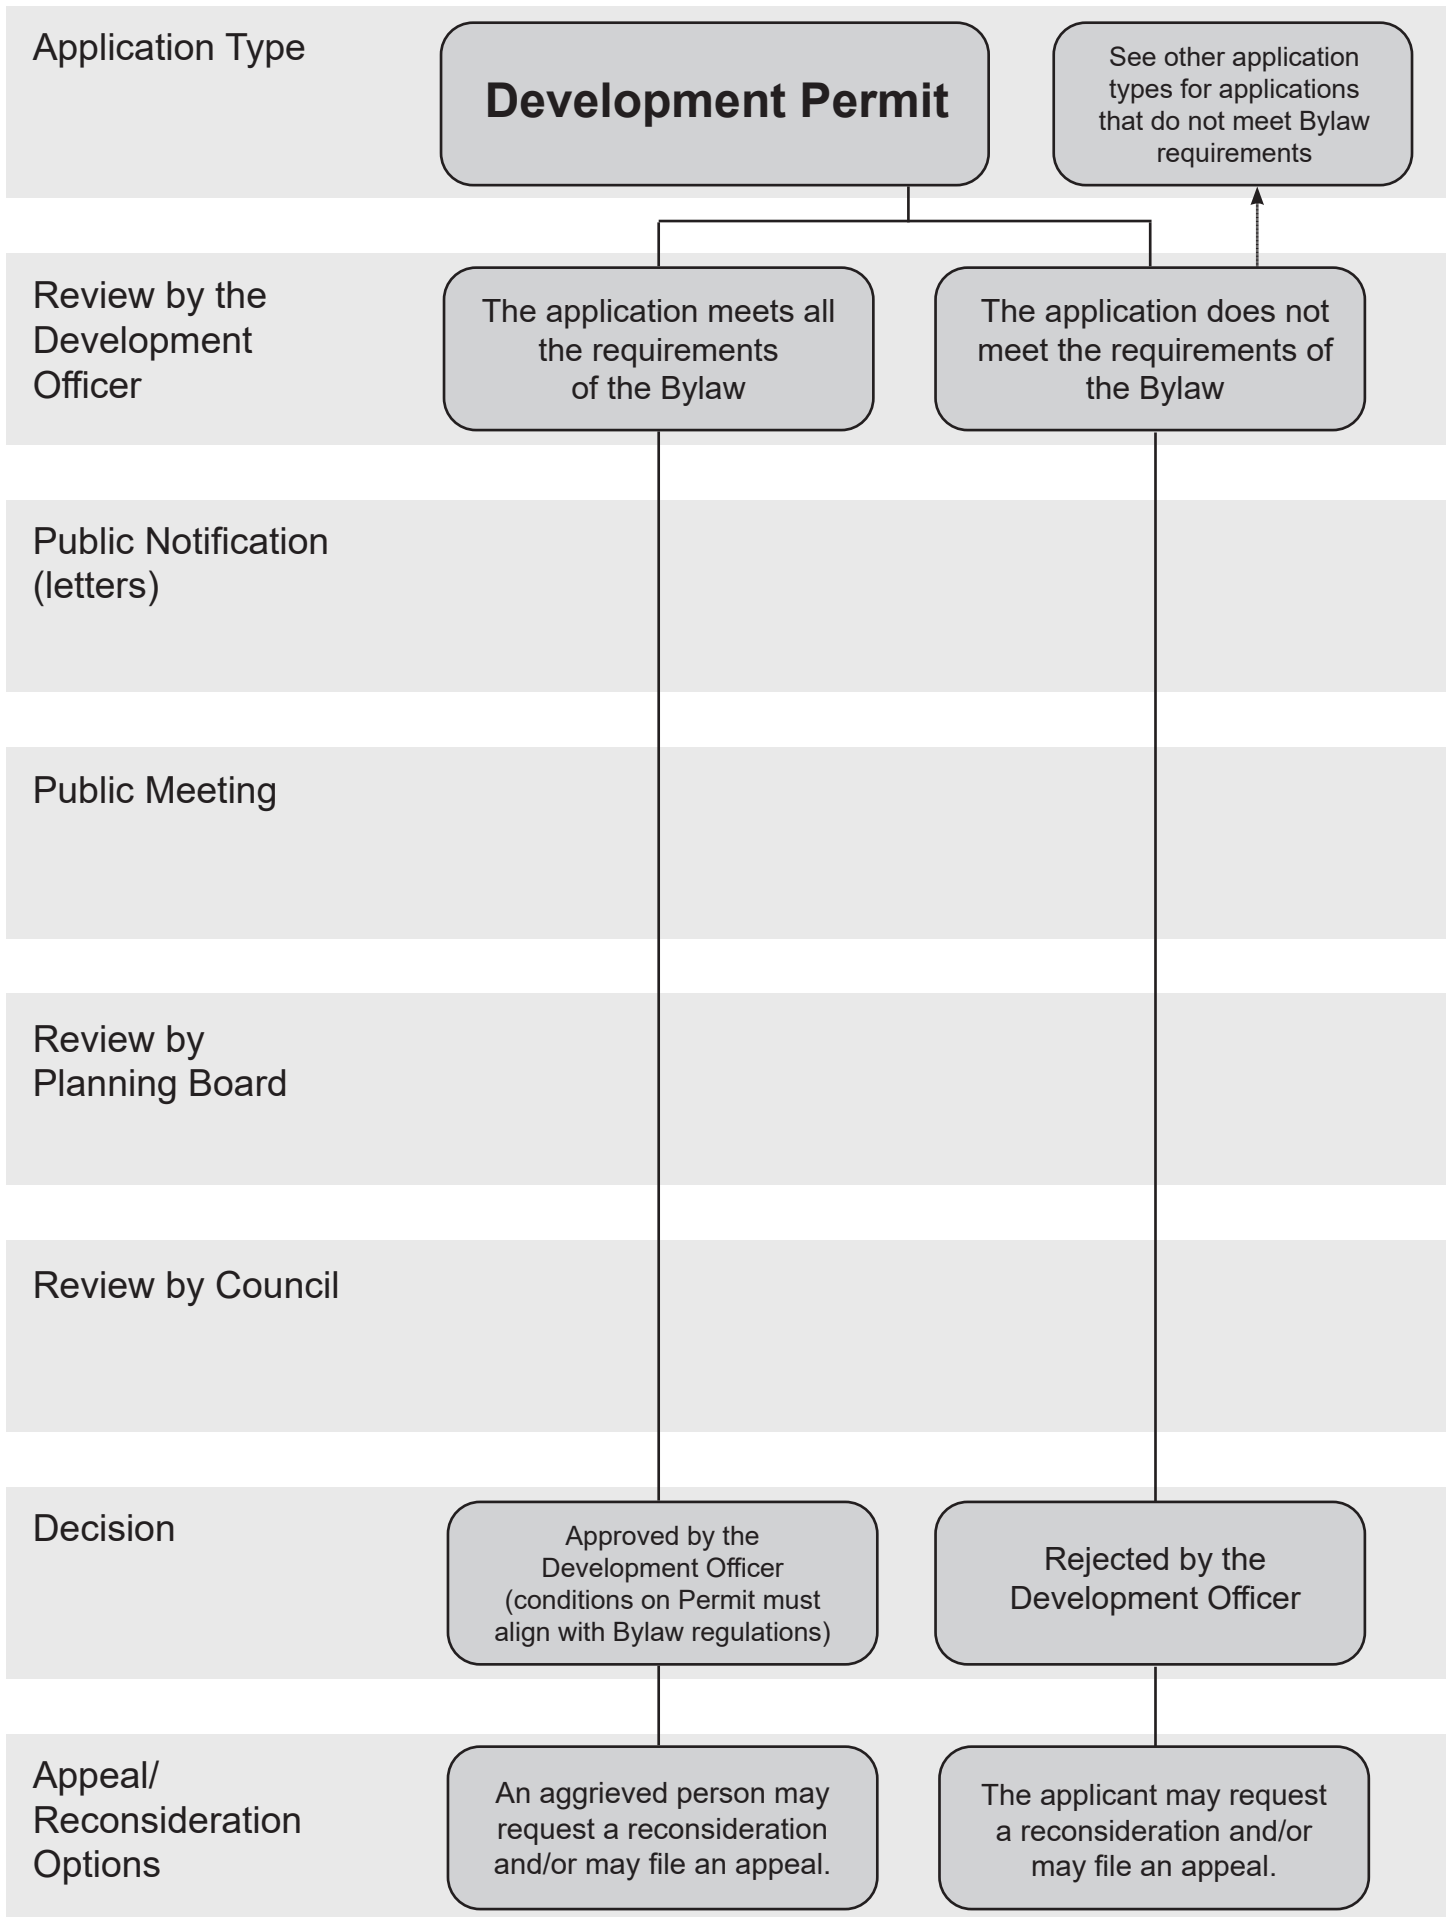 Application Type
Development Permit
See other application
types for applications
that do not meet Bylaw
requirements
Review by the
Development
Officer
The application meets all
the requirements
of the Bylaw
The application does not
meet the requirements of
the Bylaw
Public Notification
(letters)
Public Meeting
Review by
Planning Board
Review by Council
Decision
Approved by the
Development Officer
(conditions on Permit must
align with Bylaw regulations)
Rejected by the
Development Officer
Appeal/
Reconsideration
Options
An aggrieved person may
request a reconsideration
and/or may file an appeal.
The applicant may request
a reconsideration and/or
may file an appeal.